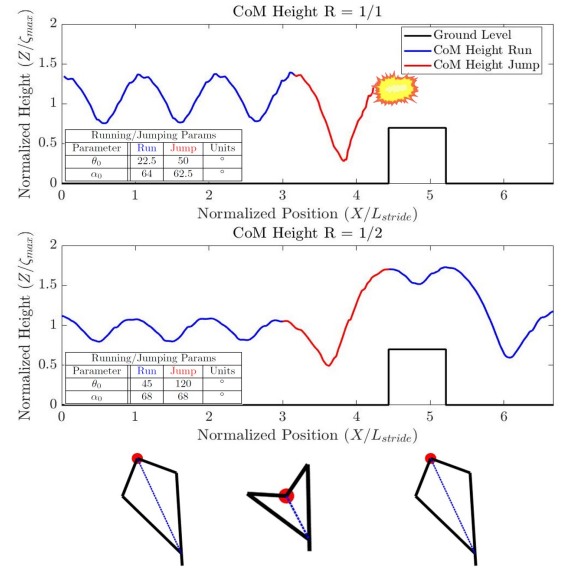 CoM Height R = 1/1
Normalized Height (Z/ζmax)
2
1.5
1
0.5
0
Ground Level
CoM Height Run
CoM Height Jump
Running/Jumping Params
Parameter Run Jump Units
θ0 22.5 50 °
α0 64 62.5 °
0 1 2 3 4 5 6
Normalized Position (X/Lstride)
CoM Height R = 1/2
Normalized Height (Z/ζmax)
2
1.5
1
0.5
0
Running/Jumping Params
Parameter Run Jump Units
θ0 45 120 °
α0 68 68 °
0 1 2 3 4 5 6
Normalized Position (X/Lstride)